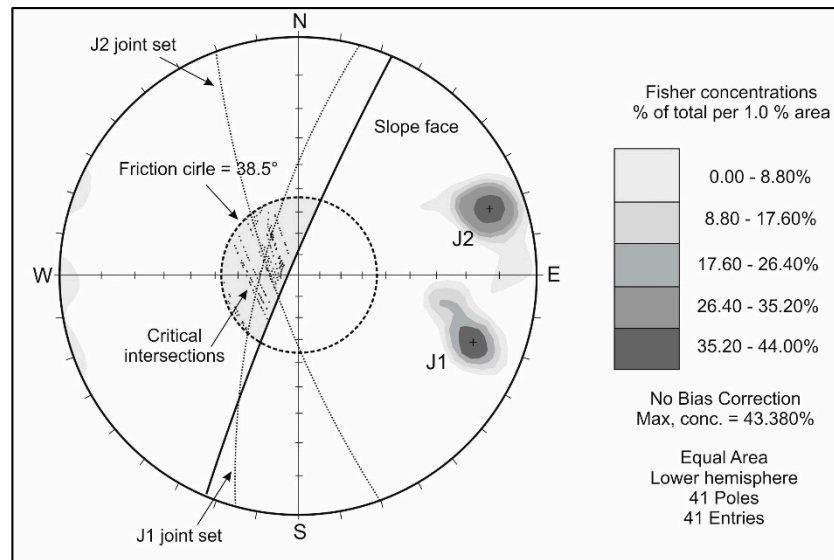 N
J2 joint set
Slope face
Friction cirle = 38.5°
J2
W
E
Critical
intersections
J1
J1 joint set
S
Fisher concentrations
% of total per 1.0 % area
0.00 - 8.80%
8.80 - 17.60%
17.60 - 26.40%
26.40 - 35.20%
35.20 - 44.00%
No Bias Correction
Max, conc. = 43.380%
Equal Area
Lower hemisphere
41 Poles
41 Entries